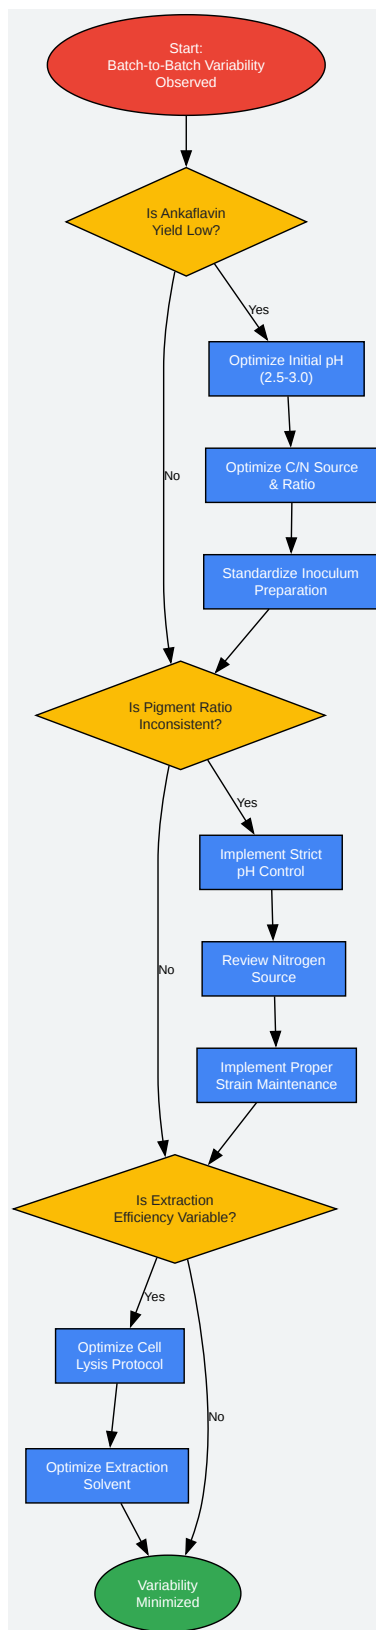 Start:
Batch-to-Batch Variability
Observed
Is Ankaflavin
Yield Low?
Yes
Optimize Initial pH
(2.5-3.0)
Optimize C/N Source
& Ratio
No
Standardize Inoculum
Preparation
Is Pigment Ratio
Inconsistent?
Yes
Implement Strict
pH Control
Review Nitrogen
Source
No
Implement Proper
Strain Maintenance
Is Extraction
Efficiency Variable?
Yes
Optimize Cell
Lysis Protocol
No
Optimize Extraction
Solvent
Variability
Minimized